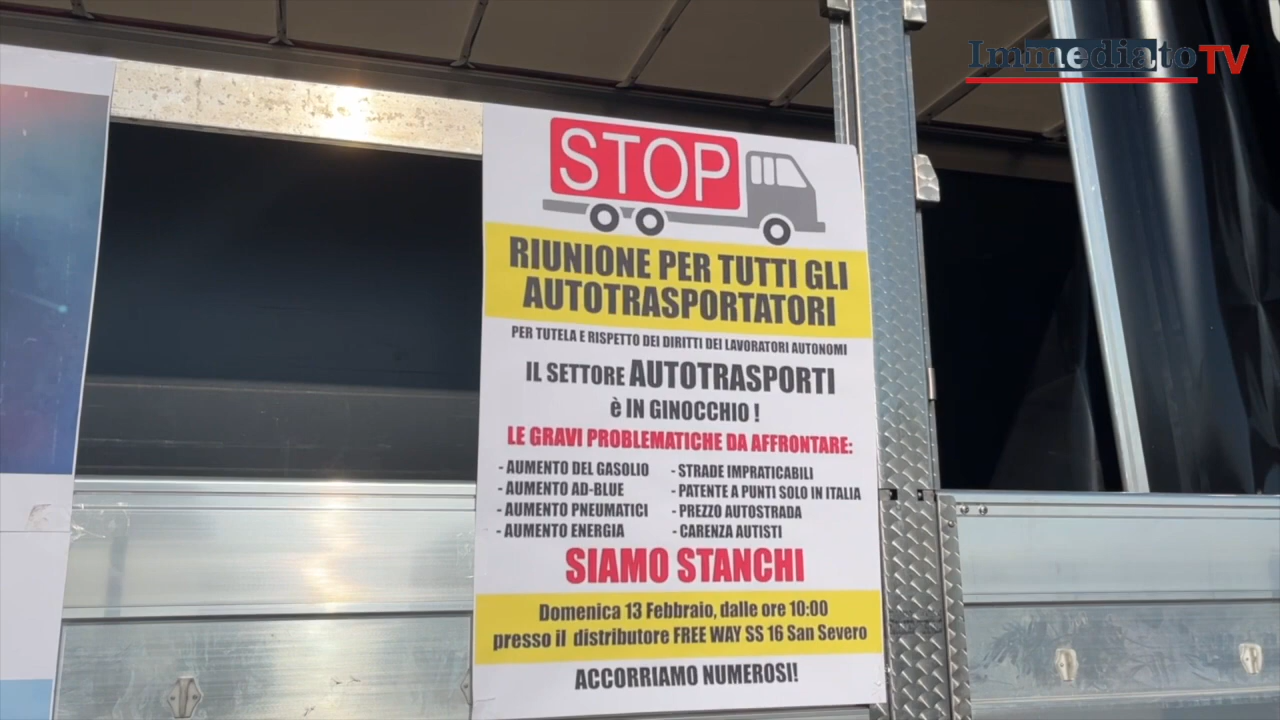 Immediato TV
STOP
RIUNIONE PER TUTTI GLI
AUTOTRASPORTATORI
PER TUTELA E RISPETTO DEI DIRITTI DEI LAVORATORI AUTONOMI
IL SETTORE AUTOTRASPORTI
è IN GINOCCHIO !
LE GRAVI PROBLEMATICHE DA AFFRONTARE:
- AUMENTO DEL GASOLIO
- AUMENTO AD-BLUE
- AUMENTO PNEUMATICI
- AUMENTO ENERGIA
- STRADE IMPRATICABILI
- PATENTE A PUNTI SOLO IN ITALIA
- PREZZO AUTOSTRADA
- CARENZA AUTISTI
SIAMO STANCHI
Domenica 13 Febbraio, dalle ore 10:00
presso il distributore FREE WAY SS 16 San Severo
ACCORRIAMO NUMEROSI!